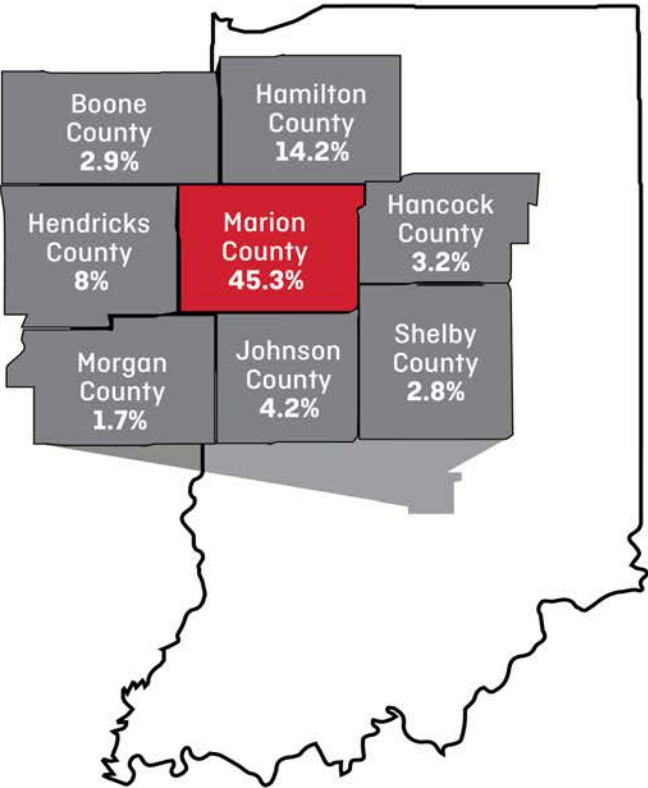 Boone
County
2.9%
Hamilton
County
14.2%
Hendricks
County
8%
Marion
County
45.3%
Hancock
County
3.2%
Morgan
County
1.7%
Johnson
County
4.2%
Shelby
County
2.8%